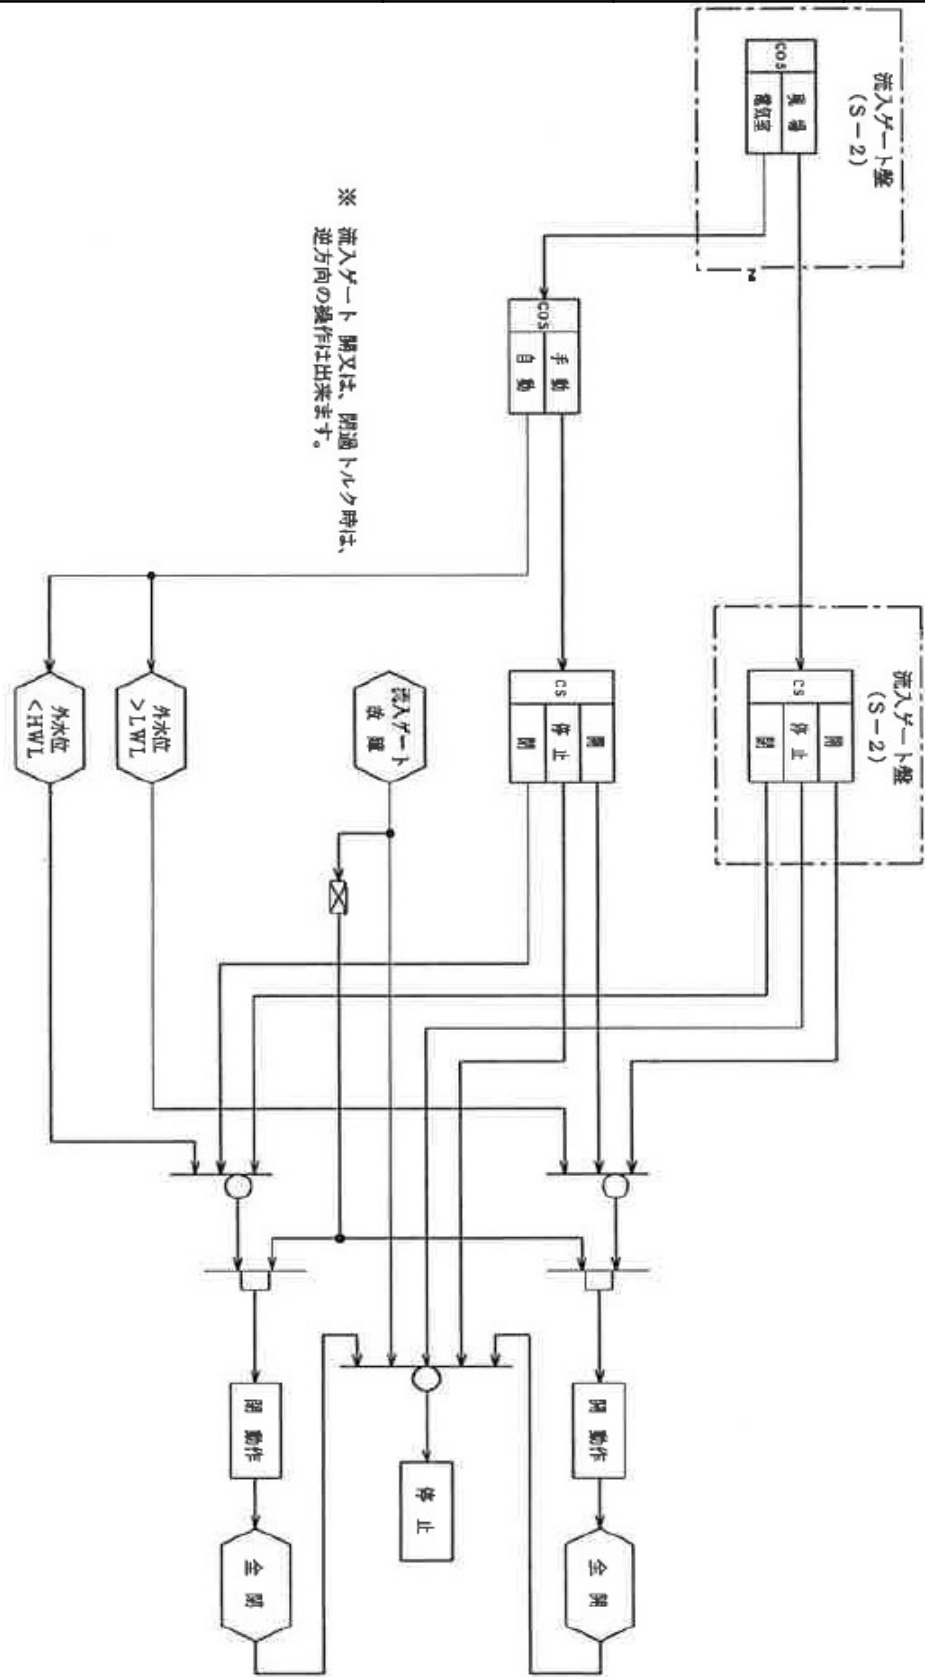 流入ゲート盤
(S－2)
COS
現場
電気室
流入ゲート盤
(S－2)
CS
開
停止
閉
開 動作
全 開
COS
手 動
自 動
CS
開
停止
閉
停 止
流入ゲート
故 障
※ 流入ゲート 開又は、閉過トルク時は、
逆方向の操作は出来ます。
外水位
＞LWL
外水位
＜HWL
閉 動作
全 閉